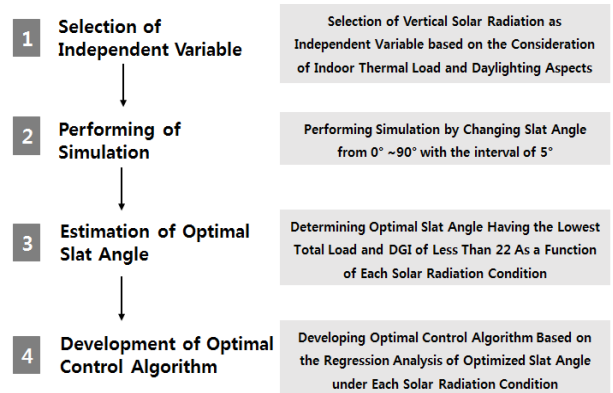 1
Selection of
Independent Variable
Selection of Vertical Solar Radiation as
Independent Variable based on the Consideration
of Indoor Thermal Load and Daylighting Aspects
2
Performing of
Simulation
Performing Simulation by Changing Slat Angle
from 0° ~90° with the interval of 5°
3
Estimation of Optimal
Slat Angle
Determining Optimal Slat Angle Having the Lowest
Total Load and DGI of Less Than 22 As a Function
of Each Solar Radiation Condition
4
Development of Optimal
Control Algorithm
Developing Optimal Control Algorithm Based on
the Regression Analysis of Optimized Slat Angle
under Each Solar Radiation Condition